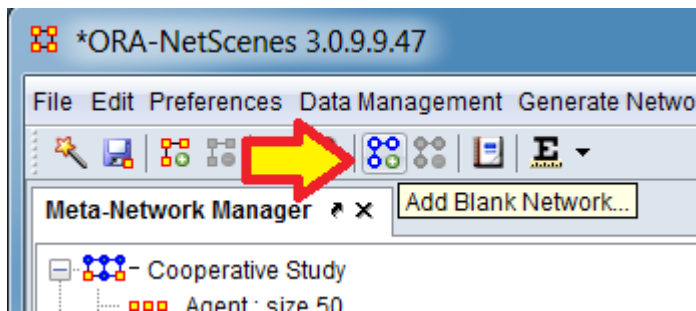 *ORA-NetScenes 3.0.9.9.47
File Edit Preferences Data Management Generate Netwo
E
Meta-Network Manager
Add Blank Network...
Cooperative Study
Agent : size 50